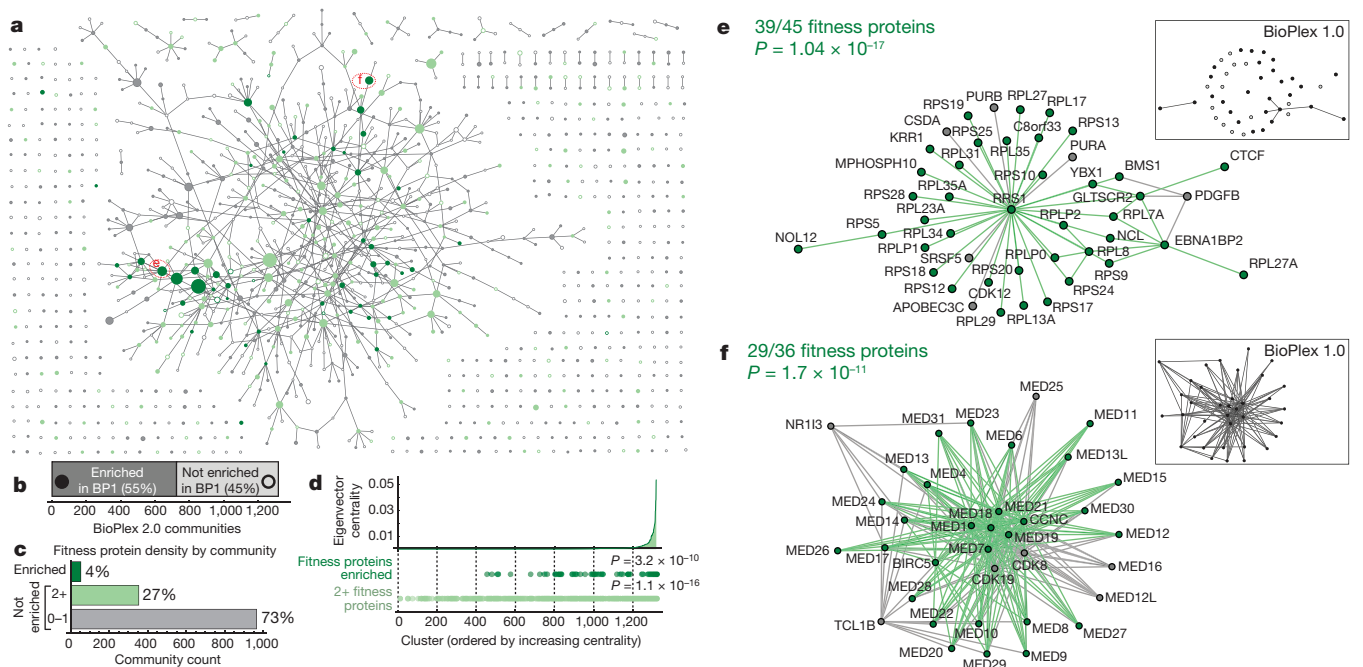 a
f
e
b
Enriched
in BP1 (55%)
Not enriched
in BP1 (45%)
0 200 400 600 800 1,000 1,200
BioPlex 2.0 communities
c
Fitness protein density by community
Enriched
4%
Not
enriched
2+
27%
0–1
73%
0 200 400 600 800 1,000
Community count
d
Eigenvector
centrality
0.05
0.03
0.01
Fitness proteins
enriched
P = 3.2 × 10⁻¹⁰
P = 1.1 × 10⁻¹⁶
2+ fitness
proteins
0 200 400 600 800 1,000 1,200
Cluster (ordered by increasing centrality)
e
39/45 fitness proteins
P = 1.04 × 10⁻¹⁷
BioPlex 1.0
PURB
RPL27
RPL17
RPS19
CSDA
RPS25
C8orf33
RPS13
KRR1
RPL31
RPL35
PURA
MPHOSPH10
RPS10
YBX1
BMS1
CTCF
RPS28
RPL35A
RRS1
GLTSCR2
PDGFB
RPL23A
RPLP2
RPL7A
RPS5
RPL34
NCL
EBNA1BP2
NOL12
RPLP1
SRSF5
RPLP0
RPL8
RPS18
RPS20
RPS9
RPL27A
RPS12
CDK12
RPS24
APOBEC3C
RPS17
RPL29
RPL13A
f
29/36 fitness proteins
P = 1.7 × 10⁻¹¹
BioPlex 1.0
MED25
NR1I3
MED31
MED23
MED11
MED6
MED13
MED13L
MED4
MED15
MED24
MED18
MED21
MED30
MED14
MED1
CCNC
MED12
MED19
MED26
MED17
MED7
CDK8
MED16
BIRC5
CDK19
MED28
MED12L
TCL1B
MED22
MED10
MED8
MED27
MED20
MED29
MED9